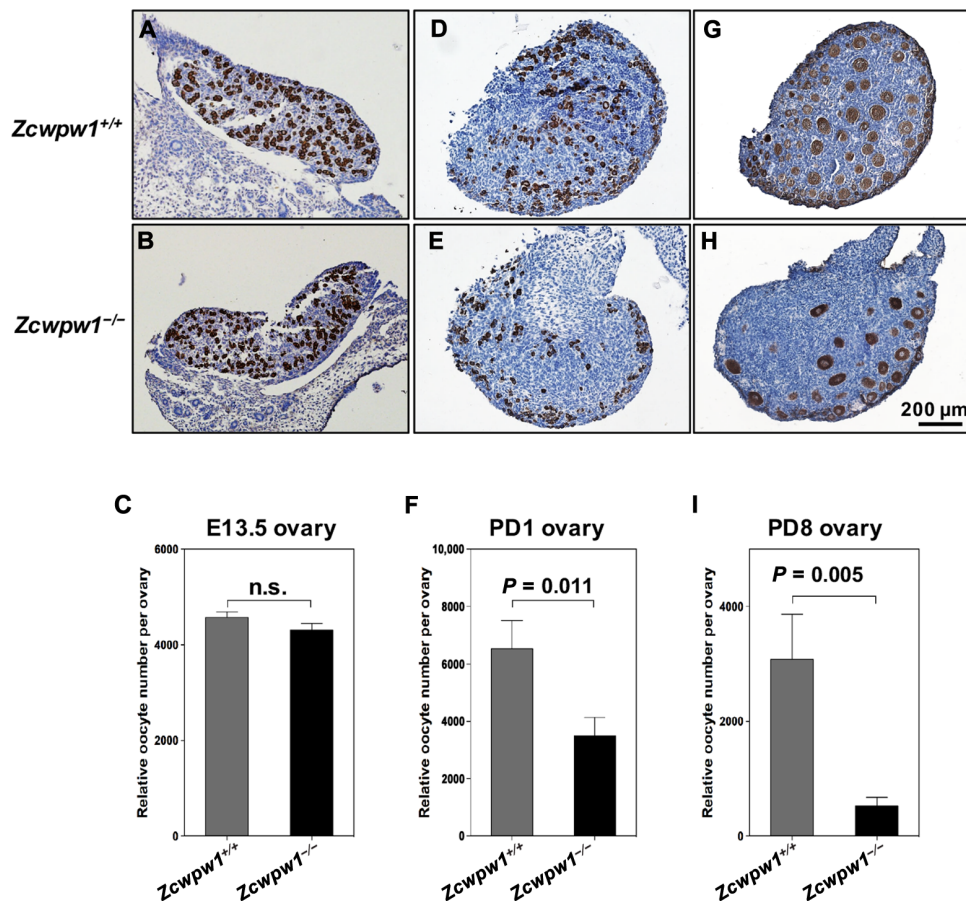 A
D
G
Zcwpw1+/+
B
E
H
Zcwpw1−/−
200 µm
C
F
I
E13.5 ovary
PD1 ovary
PD8 ovary
Relative oocyte number per ovary
6000
4000
2000
0
n.s.
Zcwpw1+/+
Zcwpw1−/−
Relative oocyte number per ovary
10,000
8000
6000
4000
2000
0
P = 0.011
Zcwpw1+/+
Zcwpw1−/−
Relative oocyte number per ovary
4000
2000
0
P = 0.005
Zcwpw1+/+
Zcwpw1−/−